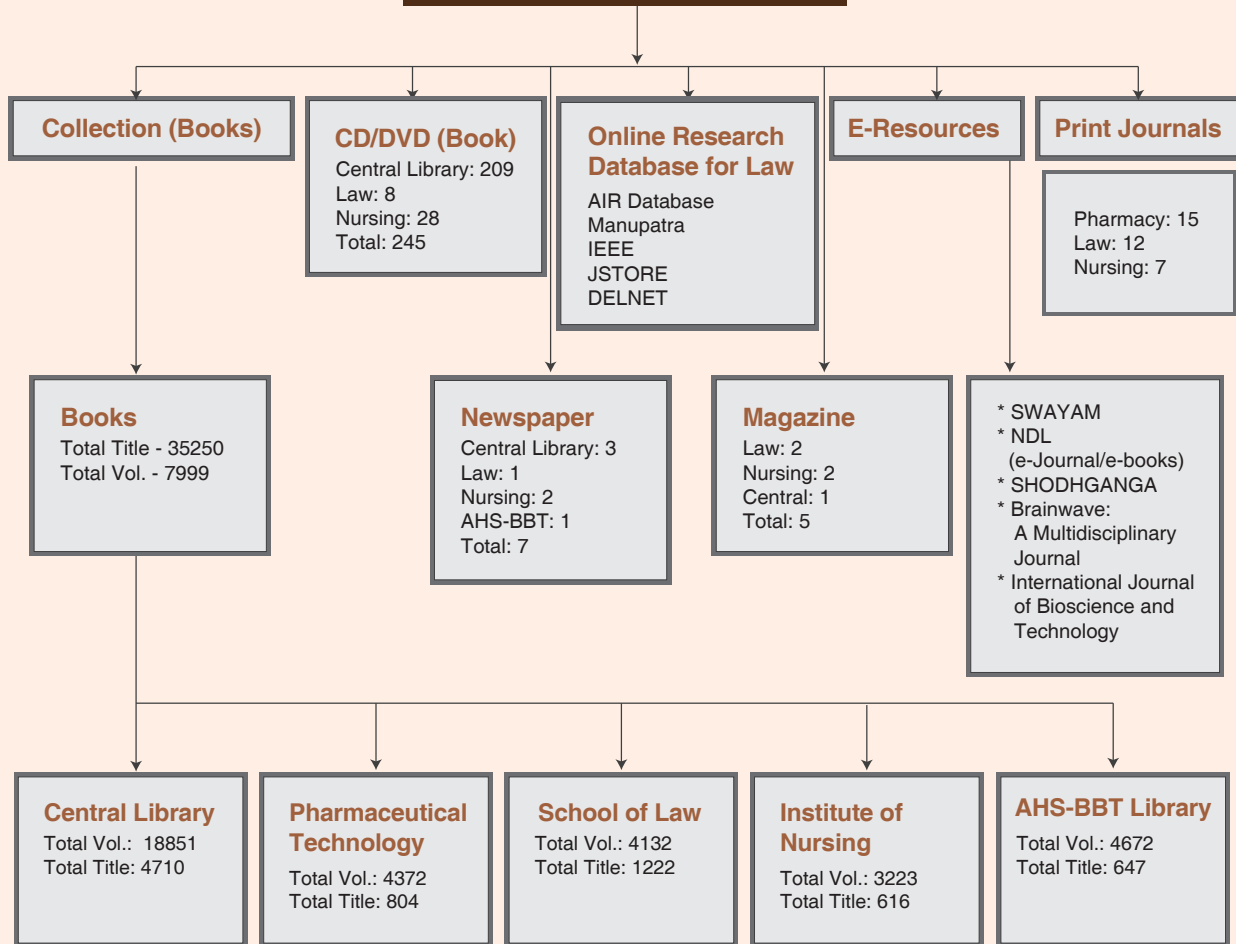 Collection (Books)
CD/DVD (Book)
Central Library: 209
Law: 8
Nursing: 28
Total: 245
Online Research
Database for Law
AIR Database
Manupatra
IEEE
JSTORE
DELNET
E-Resources
Print Journals
Pharmacy: 15
Law: 12
Nursing: 7
Books
Total Title - 35250
Total Vol. - 7999
Newspaper
Central Library: 3
Law: 1
Nursing: 2
AHS-BBT: 1
Total: 7
Magazine
Law: 2
Nursing: 2
Central: 1
Total: 5
* SWAYAM
* NDL
(e-Journal/e-books)
* SHODHGANGA
* Brainwave:
A Multidisciplinary
Journal
* International Journal
of Bioscience and
Technology
Central Library
Total Vol.: 18851
Total Title: 4710
Pharmaceutical
Technology
Total Vol.: 4372
Total Title: 804
School of Law
Total Vol.: 4132
Total Title: 1222
Institute of
Nursing
Total Vol.: 3223
Total Title: 616
AHS-BBT Library
Total Vol.: 4672
Total Title: 647